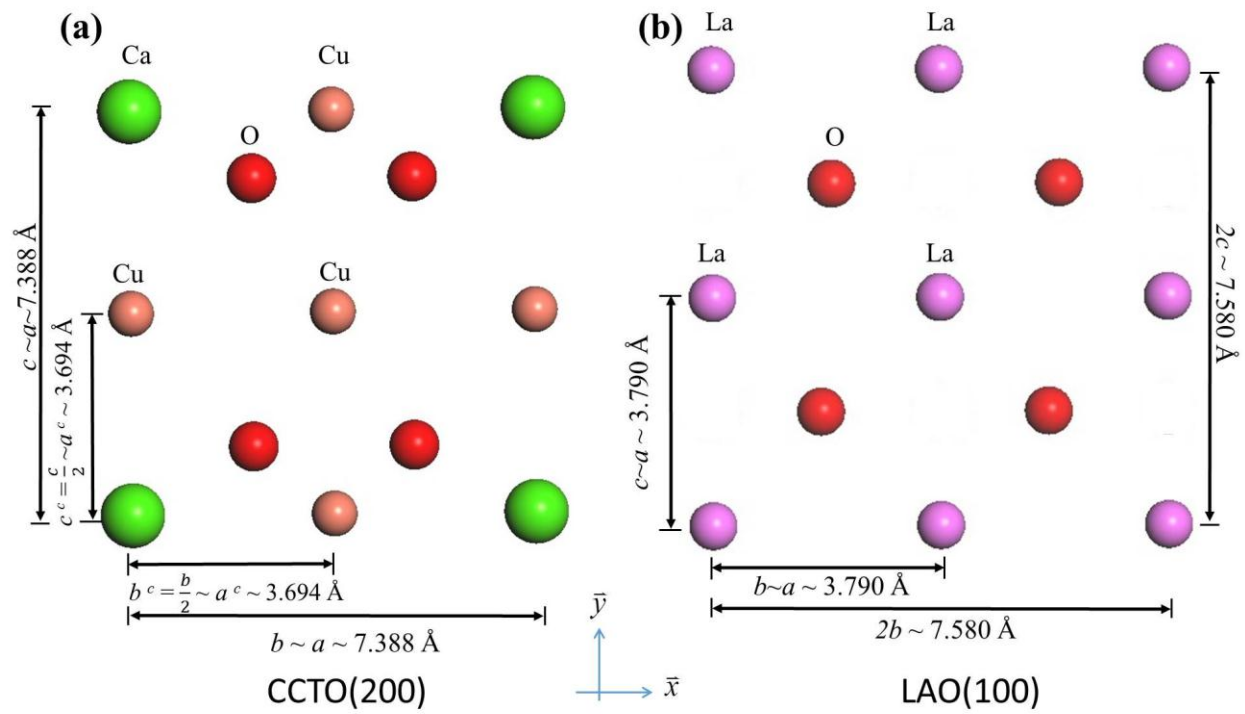 (a)
Ca
Cu
O
Cu
Cu
c ~a~7.388 Å
c ᶜ = c/2 ~a ᶜ ~ 3.694 Å
b ᶜ = b/2 ~ a ᶜ ~ 3.694 Å
b ~ a ~ 7.388 Å
CCTO(200)
ȳ
x̄
(b)
La
La
O
La
La
c~a ~ 3.790 Å
2c ~ 7.580 Å
b~a ~ 3.790 Å
2b ~ 7.580 Å
LAO(100)